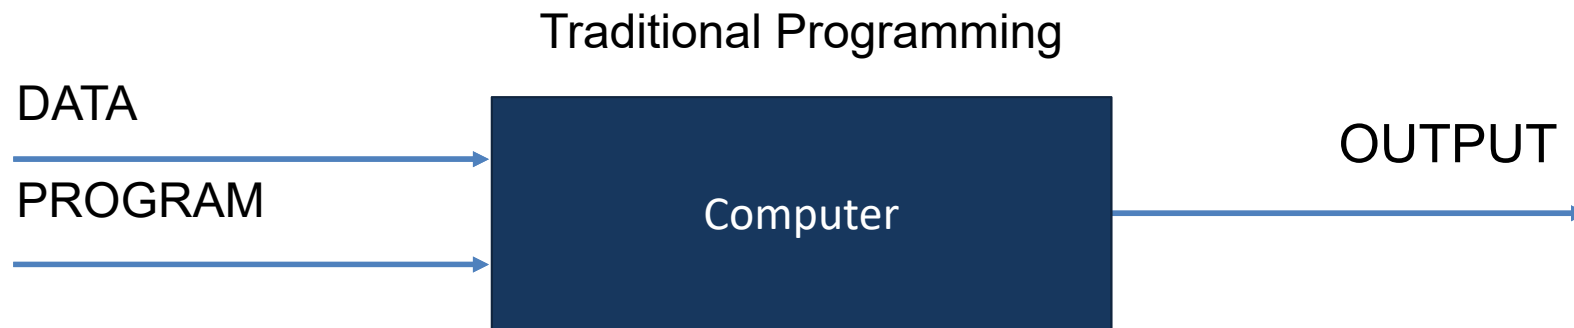 Traditional Programming
DATA
PROGRAM
Computer
OUTPUT